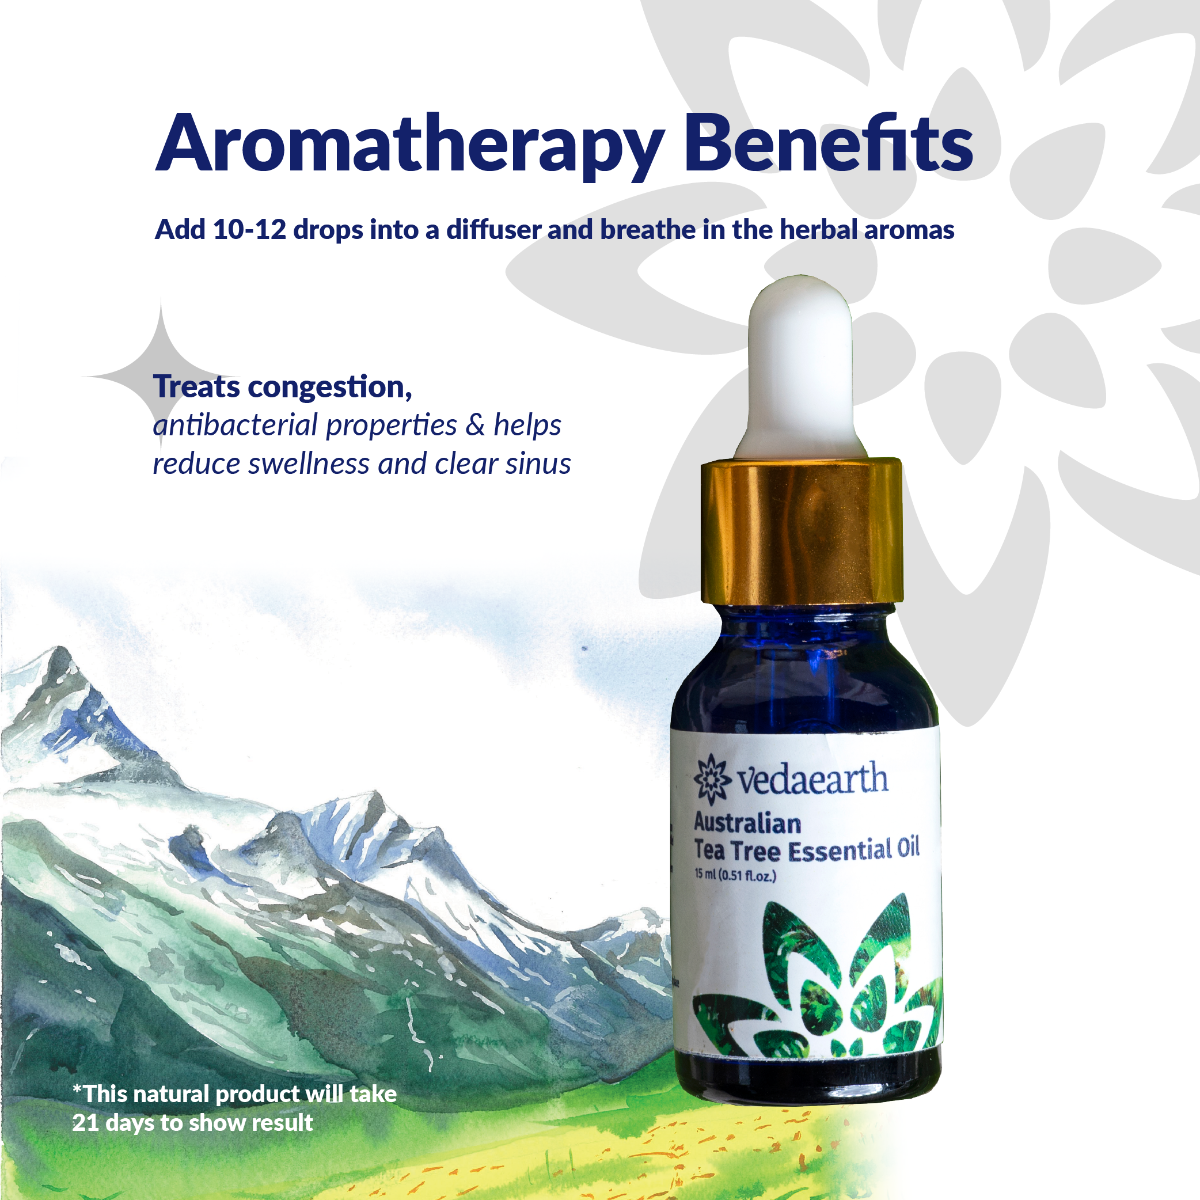 Aromatherapy Benefits
Add 10-12 drops into a diffuser and breathe in the herbal aromas
Treats congestion,
antibacterial properties & helps
reduce swellness and clear sinus
vedaearth
Australian
Tea Tree Essential Oil
15 ml (0.51 fl.oz.)
*This natural product will take
21 days to show result